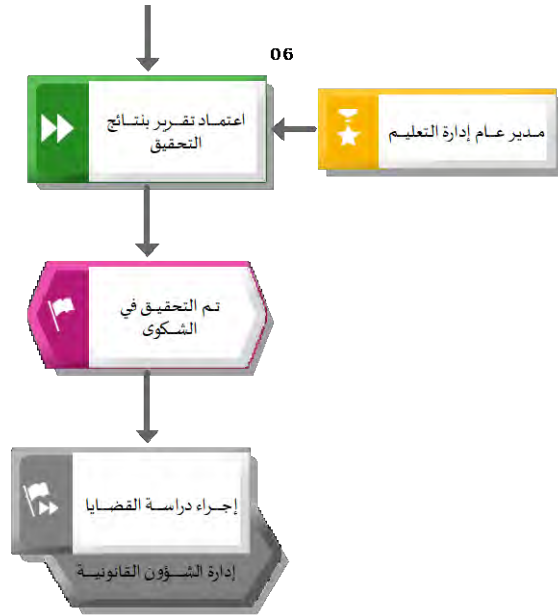 06
اعتماد تقرير بنتائج
التحقيق
مدير عام إدارة التعليم
تم التحقيق في
الشكوى
إجراء دراسة القضايا
إدارة الشؤون القانونية